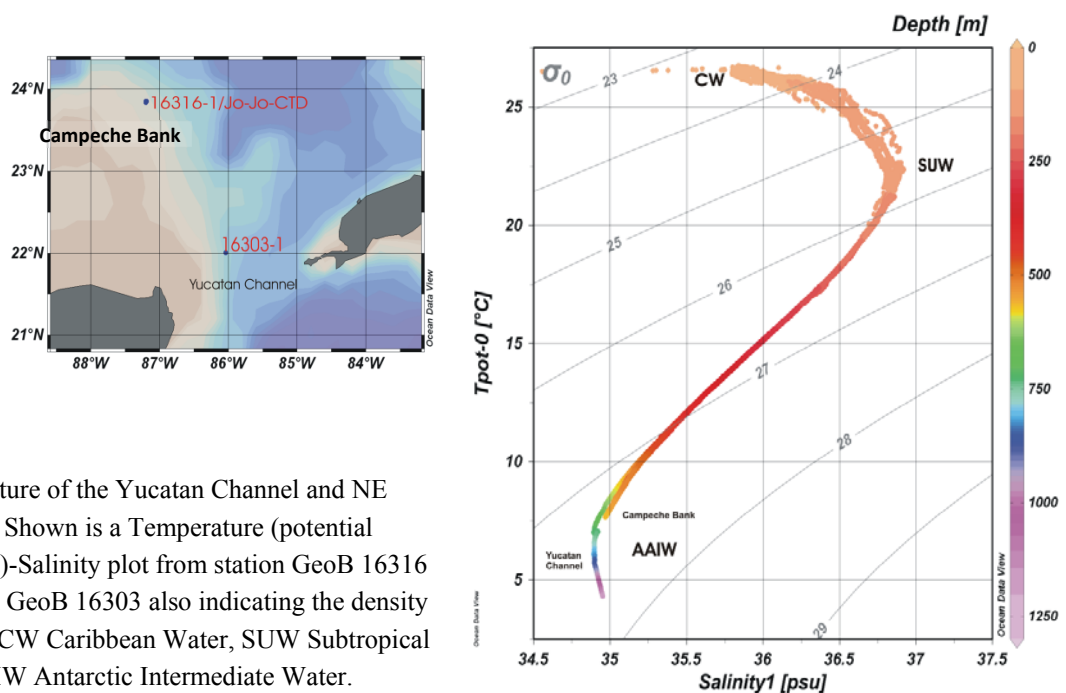 24°N
23°N
22°N
21°N
88°W 87°W 86°W 85°W 84°W
16316-1/Jo-Jo-CTD
Campeche Bank
16303-1
Yucatan Channel
Ocean Data View
ture of the Yucatan Channel and NE
Shown is a Temperature (potential
)-Salinity plot from station GeoB 16316
GeoB 16303 also indicating the density
CW Caribbean Water, SUW Subtropical
IW Antarctic Intermediate Water.
Depth [m]
Tpot-0 [°C]
25
20
15
10
5
σ0
23
24
25
26
27
28
29
CW
SUW
Campeche Bank
AAIW
Yucatan
Channel
Ocean Data View
Ocean Data View
34.5 35 35.5 36 36.5 37 37.5
Salinity1 [psu]
0
250
500
750
1000
1250